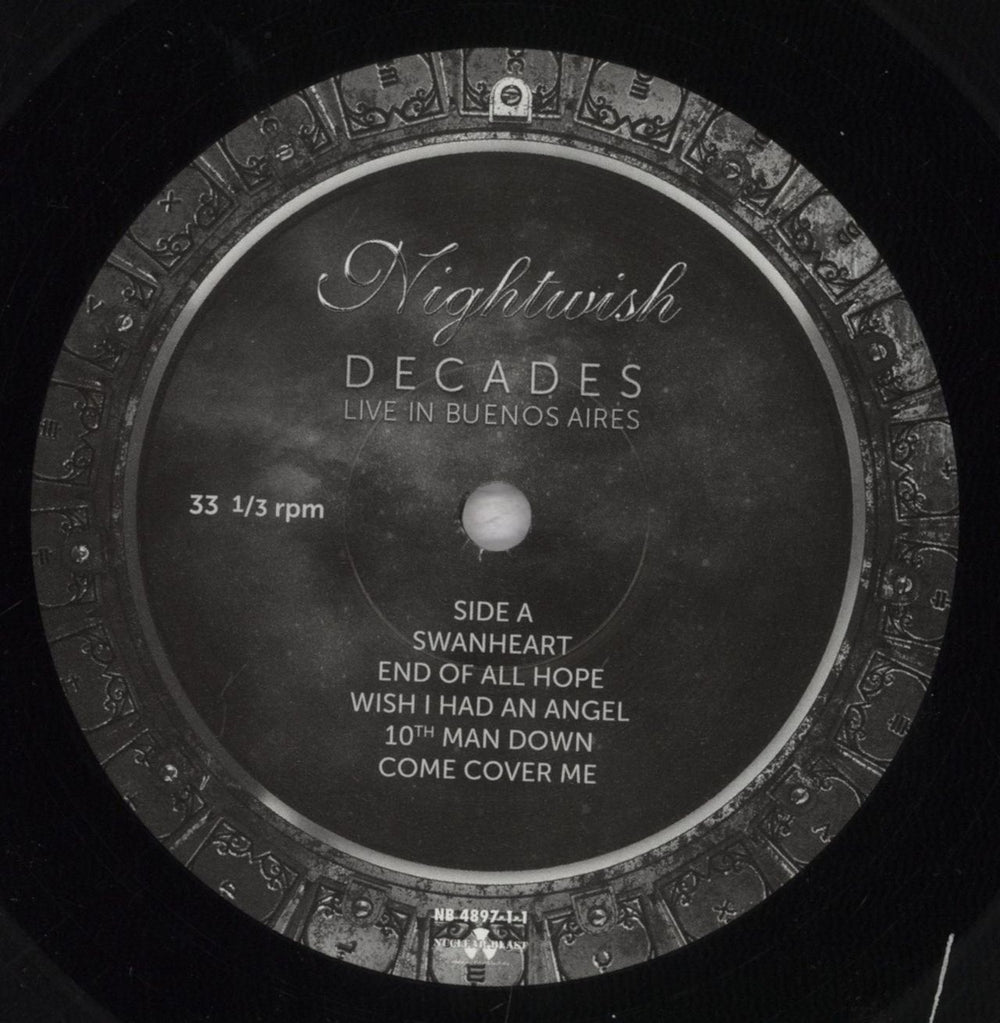 Nightwish
DECADES
LIVE IN BUENOS AIRES
33 1/3 rpm
SIDE A
SWANHEART
END OF ALL HOPE
WISH I HAD AN ANGEL
10TH MAN DOWN
COME COVER ME
NB 4897-1-1
NUCLEAR BLAST